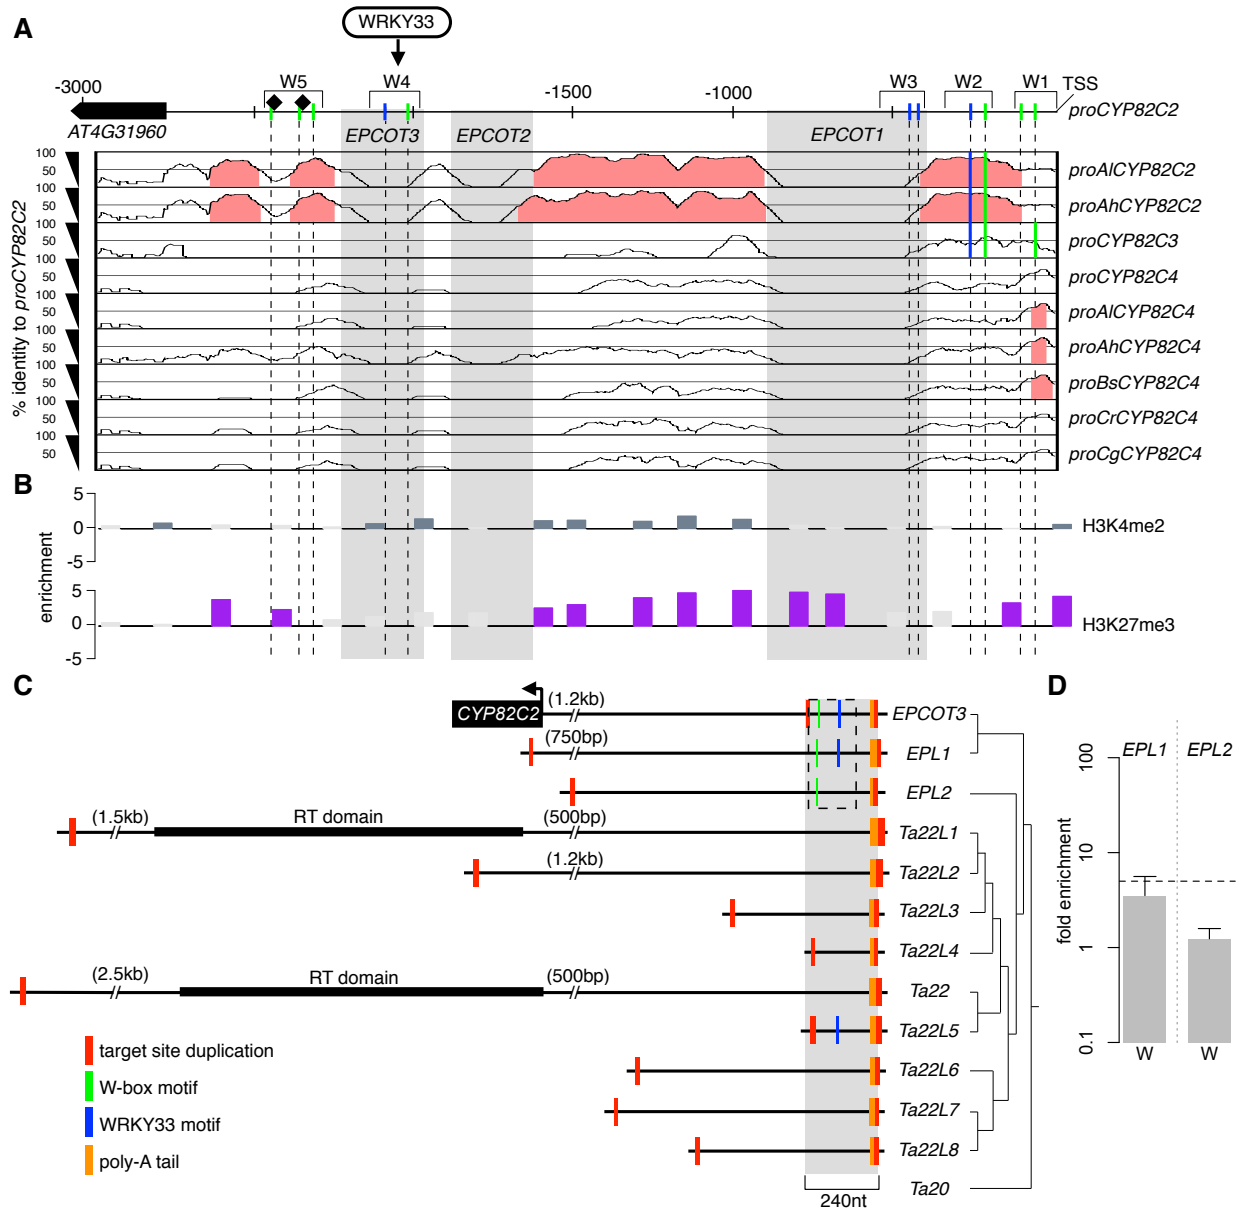 A
WRKY33
-3000
W5
W4
-1500
-1000
W3
W2
W1
TSS
proCYP82C2
AT4G31960
EPCOT3
EPCOT2
EPCOT1
% identity to proCYP82C2
100
50
100
proAlCYP82C2
50
100
proAhCYP82C2
50
100
proCYP82C3
50
100
proCYP82C4
50
100
proAlCYP82C4
50
100
proAhCYP82C4
50
100
proBsCYP82C4
50
100
proCrCYP82C4
50
proCgCYP82C4
B
enrichment
5
0
-5
H3K4me2
5
0
-5
H3K27me3
C
CYP82C2
(1.2kb)
EPCOT3
(750bp)
EPL1
EPL2
(1.5kb)
RT domain
(500bp)
Ta22L1
(1.2kb)
Ta22L2
Ta22L3
Ta22L4
(2.5kb)
RT domain
(500bp)
Ta22
Ta22L5
Ta22L6
Ta22L7
Ta22L8
Ta20
240nt
target site duplication
W-box motif
WRKY33 motif
poly-A tail
D
EPL1
EPL2
fold enrichment
100
10
1
0.1
W
W